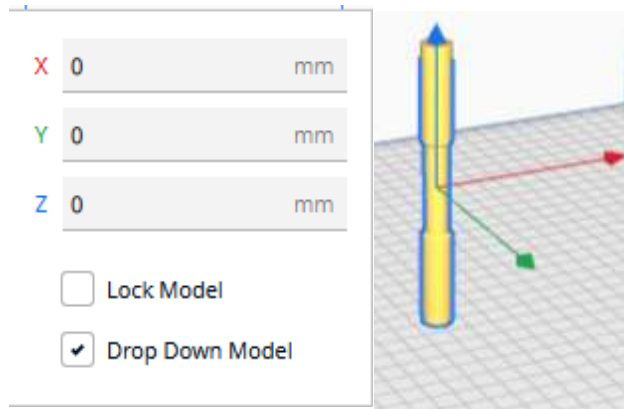 X 0 mm
Y 0 mm
Z 0 mm
Lock Model
Drop Down Model